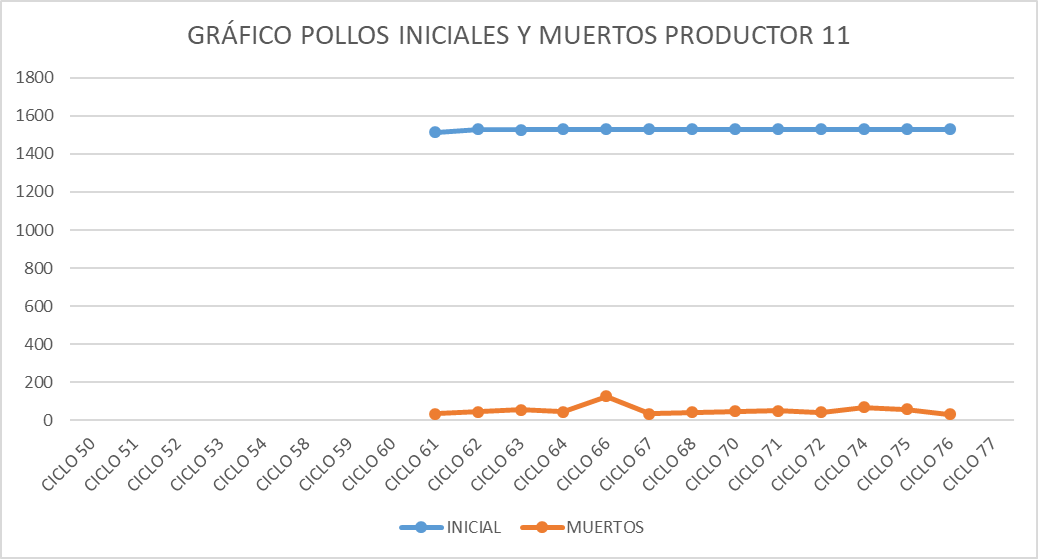 GRÁFICO POLLOS INICIALES Y MUERTOS PRODUCTOR 11
1800
1600
1400
1200
1000
800
600
400
200
0
CICLO 50
CICLO 51
CICLO 52
CICLO 53
CICLO 54
CICLO 58
CICLO 59
CICLO 60
CICLO 61
CICLO 62
CICLO 63
CICLO 64
CICLO 66
CICLO 67
CICLO 68
CICLO 70
CICLO 71
CICLO 72
CICLO 74
CICLO 75
CICLO 76
CICLO 77
INICIAL MUERTOS